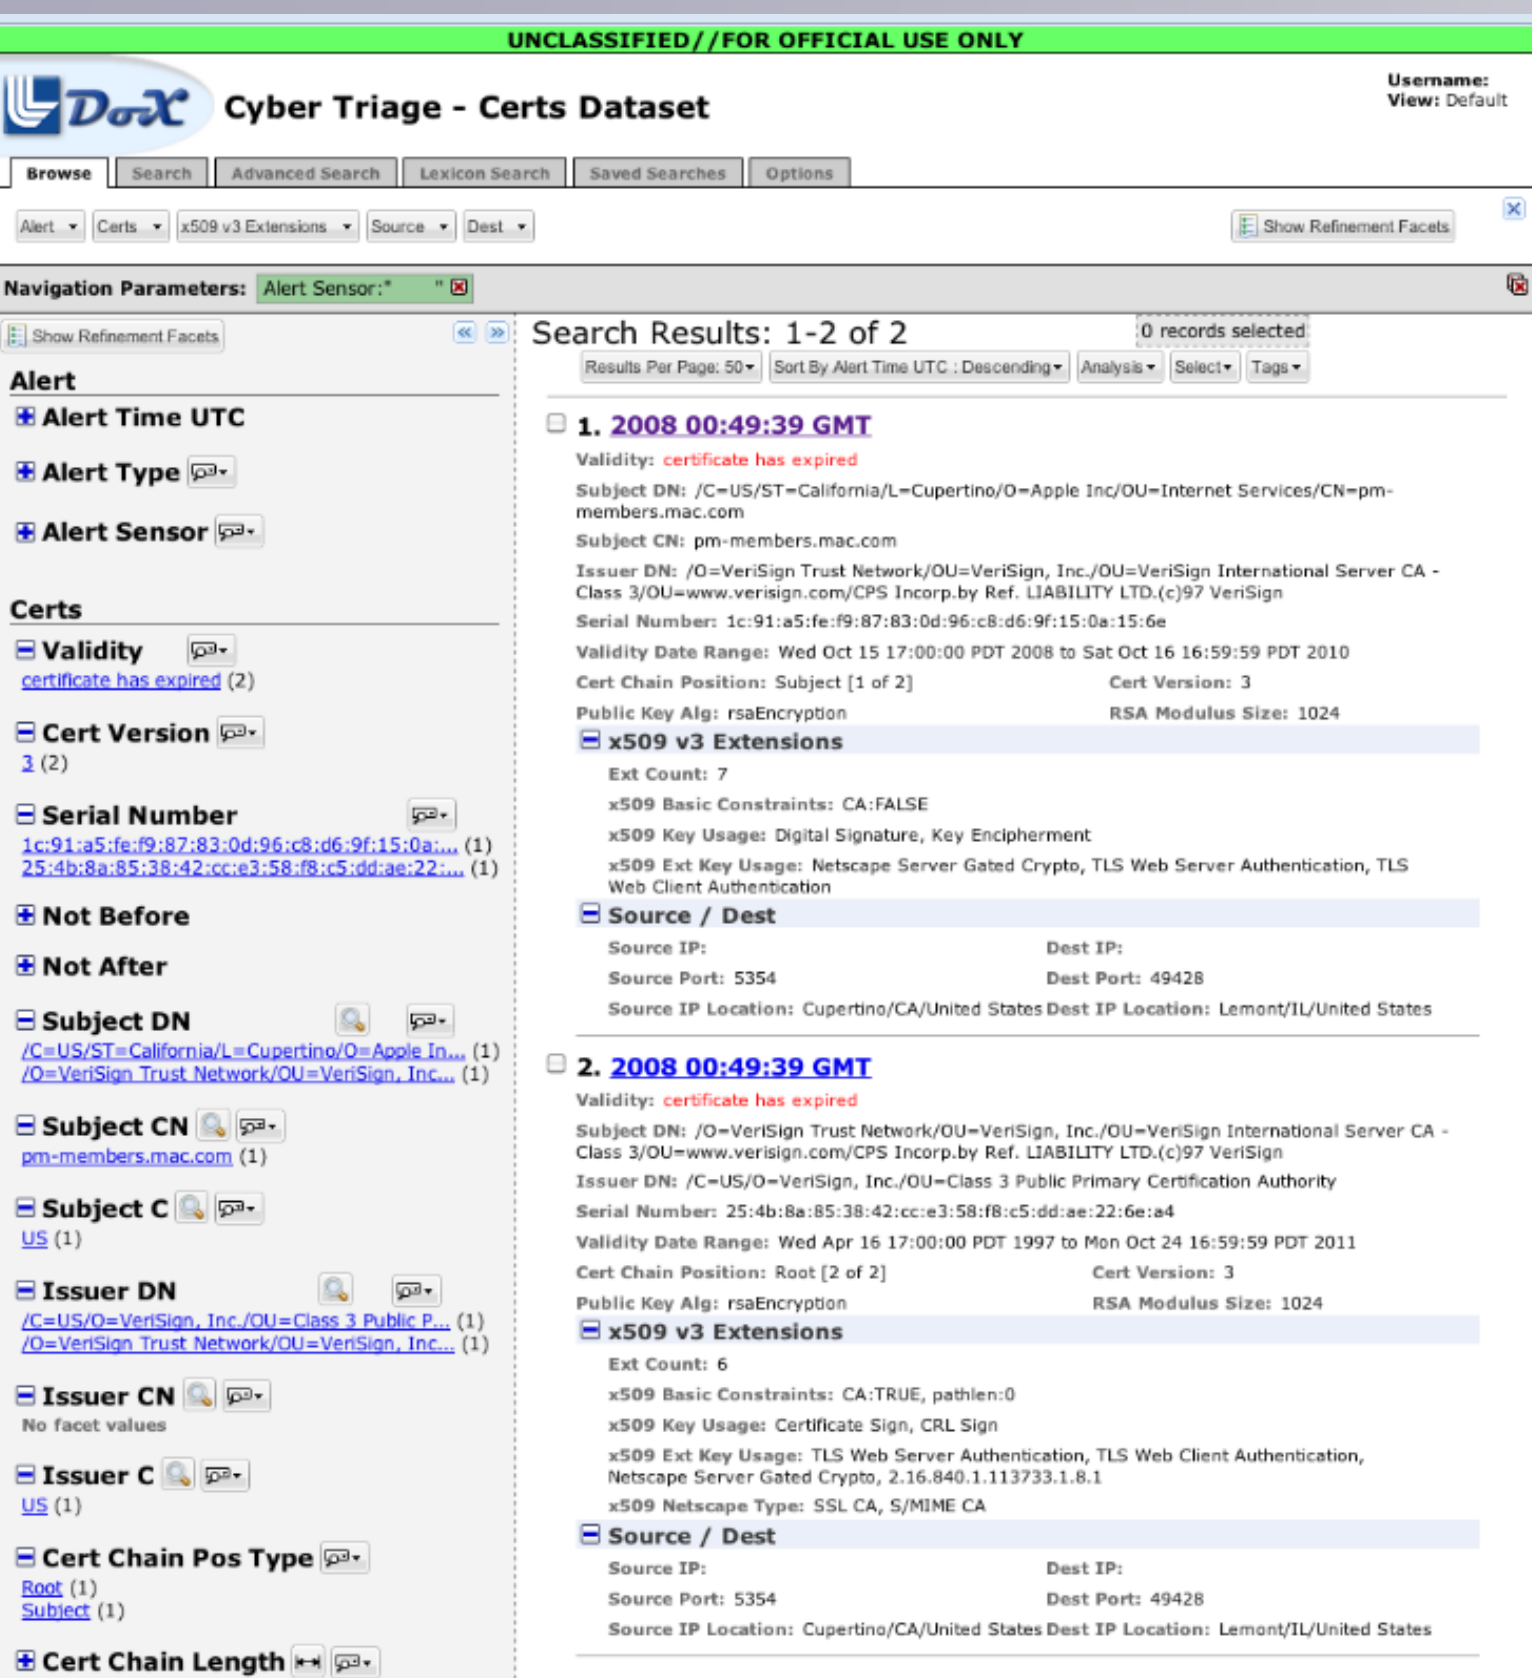 UNCLASSIFIED//FOR OFFICIAL USE ONLY
DoX
Cyber Triage - Certs Dataset
Username:
View: Default
Browse
Search
Advanced Search
Lexicon Search
Saved Searches
Options
Alert
Certs
x509 v3 Extensions
Source
Dest
Show Refinement Facets
Navigation Parameters: Alert Sensor:" "
Show Refinement Facets
Alert
Alert Time UTC
Alert Type
Alert Sensor
Certs
Validity
certificate has expired (2)
Cert Version
3 (2)
Serial Number
1c:91:a5:fe:f9:87:83:0d:96:c8:d6:9f:15:0a:... (1)
25:4b:8a:85:38:42:cc:e3:58:f8:c5:dd:ae:22:... (1)
Not Before
Not After
Subject DN
/C=US/ST=California/L=Cupertino/O=Apple In... (1)
/O=VeriSign Trust Network/OU=VeriSign, Inc... (1)
Subject CN
pm-members.mac.com (1)
Subject C
US (1)
Issuer DN
/C=US/O=VeriSign, Inc./OU=Class 3 Public P... (1)
/O=VeriSign Trust Network/OU=VeriSign, Inc... (1)
Issuer CN
No facet values
Issuer C
US (1)
Cert Chain Pos Type
Root (1)
Subject (1)
Cert Chain Length
Search Results: 1-2 of 2
0 records selected
Results Per Page: 50
Sort By Alert Time UTC : Descending
Analysis
Select
Tags
1. 2008 00:49:39 GMT
Validity: certificate has expired
Subject DN: /C=US/ST=California/L=Cupertino/O=Apple Inc/OU=Internet Services/CN=pm-
members.mac.com
Subject CN: pm-members.mac.com
Issuer DN: /O=VeriSign Trust Network/OU=VeriSign, Inc./OU=VeriSign International Server CA -
Class 3/OU=www.verisign.com/CPS Incorp.by Ref. LIABILITY LTD.(c)97 VeriSign
Serial Number: 1c:91:a5:fe:f9:87:83:0d:96:c8:d6:9f:15:0a:15:6e
Validity Date Range: Wed Oct 15 17:00:00 PDT 2008 to Sat Oct 16 16:59:59 PDT 2010
Cert Chain Position: Subject [1 of 2] Cert Version: 3
Public Key Alg: rsaEncryption RSA Modulus Size: 1024
x509 v3 Extensions
Ext Count: 7
x509 Basic Constraints: CA:FALSE
x509 Key Usage: Digital Signature, Key Encipherment
x509 Ext Key Usage: Netscape Server Gated Crypto, TLS Web Server Authentication, TLS
Web Client Authentication
Source / Dest
Source IP: Dest IP:
Source Port: 5354 Dest Port: 49428
Source IP Location: Cupertino/CA/United States Dest IP Location: Lemont/IL/United States
2. 2008 00:49:39 GMT
Validity: certificate has expired
Subject DN: /O=VeriSign Trust Network/OU=VeriSign, Inc./OU=VeriSign International Server CA -
Class 3/OU=www.verisign.com/CPS Incorp.by Ref. LIABILITY LTD.(c)97 VeriSign
Issuer DN: /C=US/O=VeriSign, Inc./OU=Class 3 Public Primary Certification Authority
Serial Number: 25:4b:8a:85:38:42:cc:e3:58:f8:c5:dd:ae:22:6e:a4
Validity Date Range: Wed Apr 16 17:00:00 PDT 1997 to Mon Oct 24 16:59:59 PDT 2011
Cert Chain Position: Root [2 of 2] Cert Version: 3
Public Key Alg: rsaEncryption RSA Modulus Size: 1024
x509 v3 Extensions
Ext Count: 6
x509 Basic Constraints: CA:TRUE, pathlen:0
x509 Key Usage: Certificate Sign, CRL Sign
x509 Ext Key Usage: TLS Web Server Authentication, TLS Web Client Authentication,
Netscape Server Gated Crypto, 2.16.840.1.113733.1.8.1
x509 Netscape Type: SSL CA, S/MIME CA
Source / Dest
Source IP: Dest IP:
Source Port: 5354 Dest Port: 49428
Source IP Location: Cupertino/CA/United States Dest IP Location: Lemont/IL/United States